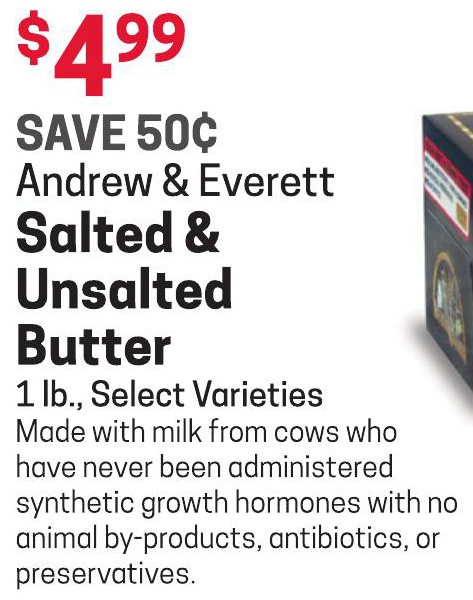 $4.99
SAVE 50¢
Andrew & Everett
Salted &
Unsalted
Butter
1 lb., Select Varieties
Made with milk from cows who
have never been administered
synthetic growth hormones with no
animal by-products, antibiotics, or
preservatives.